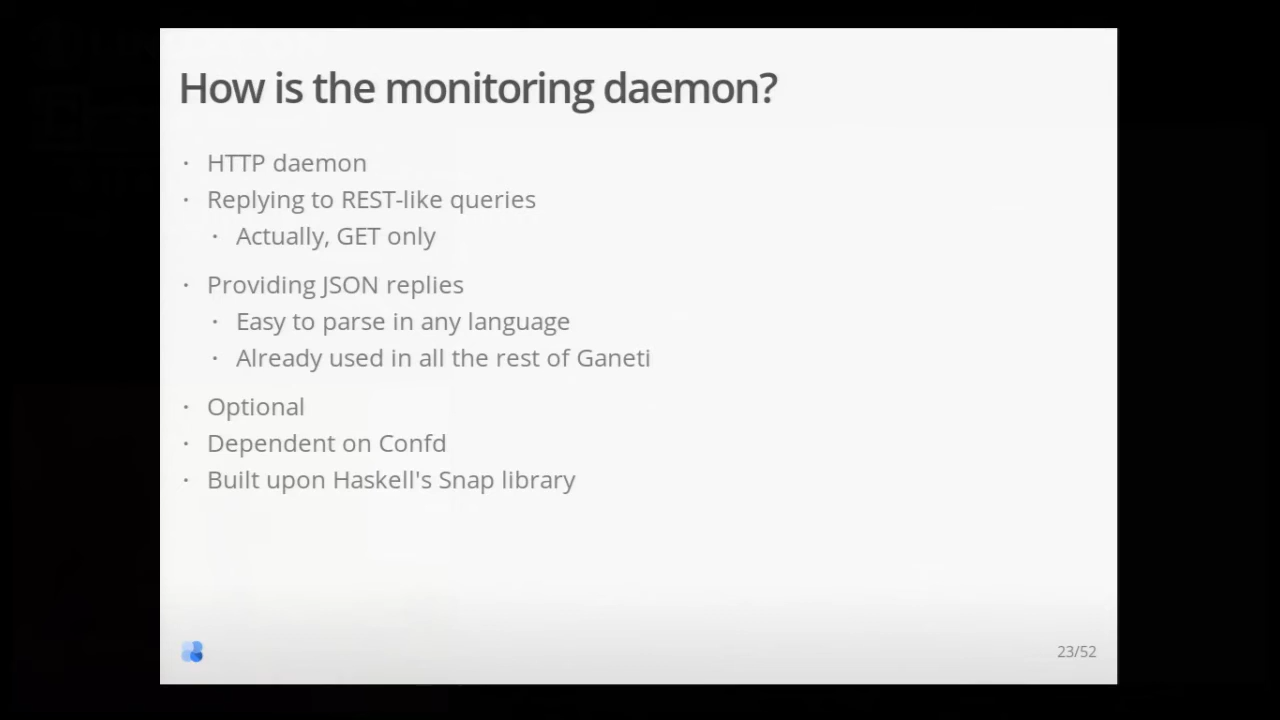 How is the monitoring daemon?
· HTTP daemon
· Replying to REST-like queries
· Actually, GET only
· Providing JSON replies
· Easy to parse in any language
· Already used in all the rest of Ganeti
· Optional
· Dependent on Confd
· Built upon Haskell's Snap library
23/52